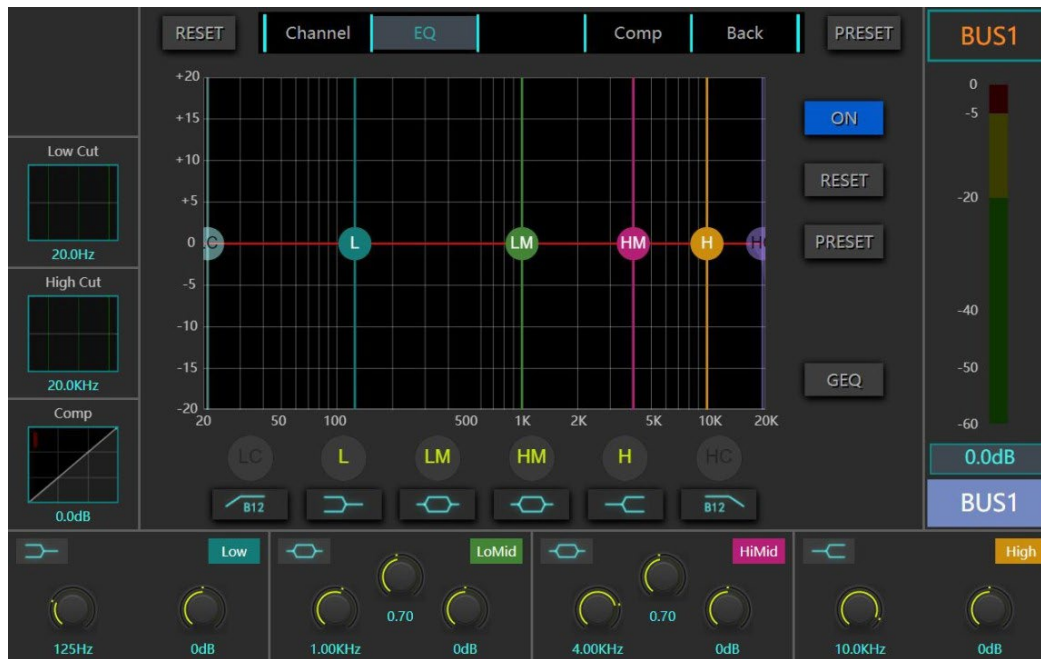 RESET Channel EQ Comp Back PRESET BUS1
+20
+15
+10
+5
0
-5
-10
-15
-20
20 50 100 500 1K 2K 5K 10K 20K
LC L LM HM H HC
Low Cut
20.0Hz
High Cut
20.0KHz
Comp
0.0dB
ON
RESET
PRESET
GEQ
0
-5
-20
-40
-50
-60
0.0dB
BUS1
LC L LM HM H HC
B12 B12
Low LoMid HiMid High
0.70 0.70
125Hz 0dB 1.00KHz 0dB 4.00KHz 0dB 10.0KHz 0dB